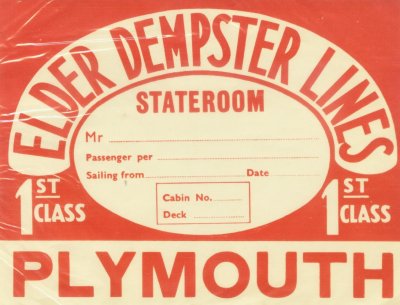 ELDER DEMPSTER LINES
STATEROOM
Mr
Passenger per
Sailing from Date
Cabin No.
Deck
1ST CLASS
1ST CLASS
PLYMOUTH